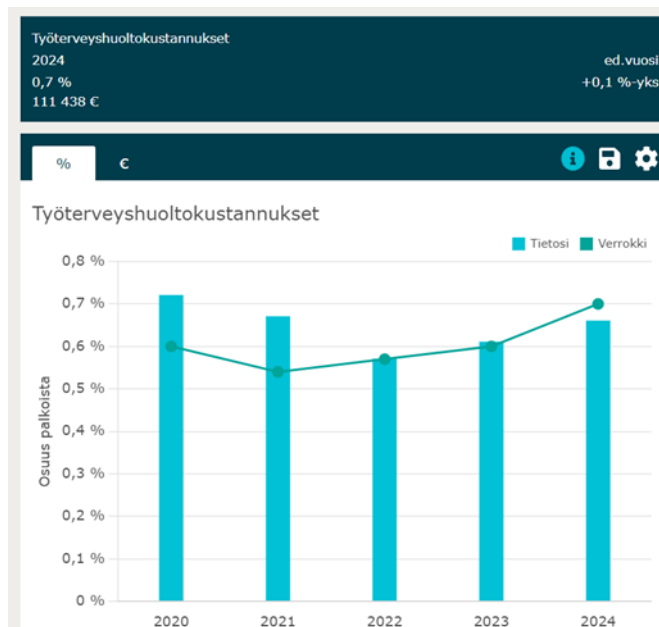 Työterveyshuoltokustannukset
2024
ed.vuosi
0,7 %
+0,1 %-yks
111 438 €
%
€
Työterveyshuoltokustannukset
Tietosi
Verrokki
Osuus palkoista
0,8 %
0,7 %
0,6 %
0,5 %
0,4 %
0,3 %
0,2 %
0,1 %
0 %
2020 2021 2022 2023 2024